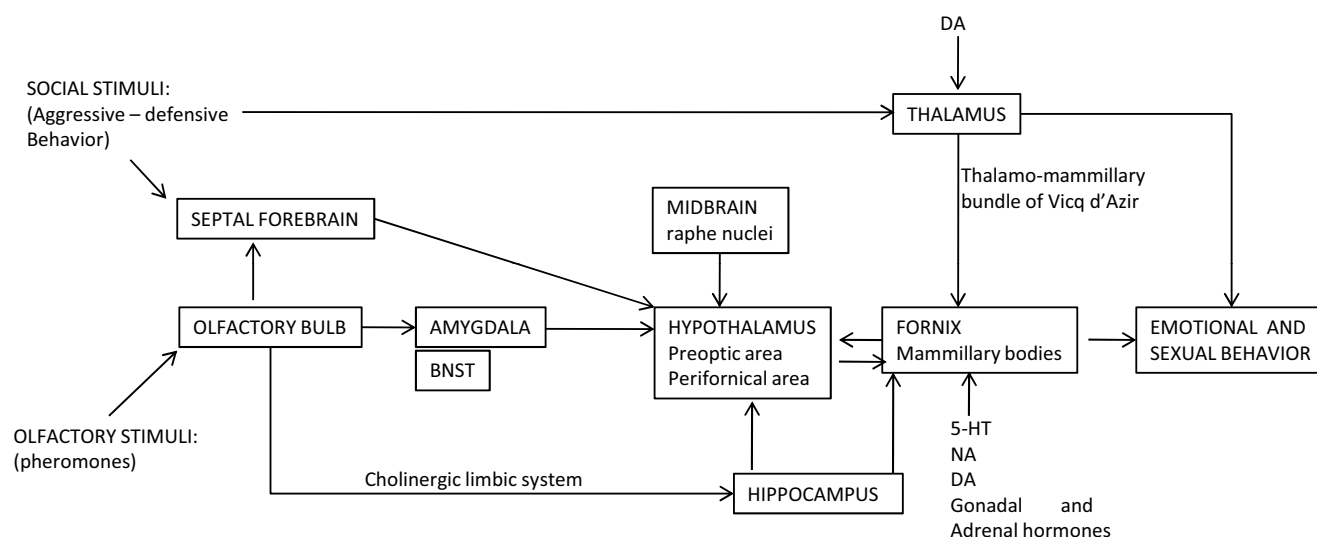 DA
SOCIAL STIMULI:
(Aggressive – defensive
Behavior)
THALAMUS
Thalamo-mammillary
bundle of Vicq d'Azir
SEPTAL FOREBRAIN
MIDBRAIN
raphe nuclei
OLFACTORY BULB
AMYGDALA
BNST
HYPOTHALAMUS
Preoptic area
Perifornical area
FORNIX
Mammillary bodies
EMOTIONAL AND
SEXUAL BEHAVIOR
OLFACTORY STIMULI:
(pheromones)
Cholinergic limbic system
HIPPOCAMPUS
5-HT
NA
DA
Gonadal and
Adrenal hormones